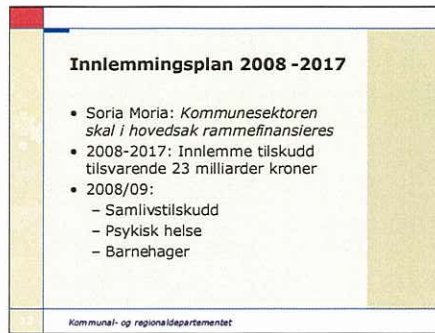 Innlemmingsplan 2008 -2017
• Soria Moria: Kommunesektoren
skal i hovedsak rammefinansieres
• 2008-2017: Innlemme tilskudd
tilsvarende 23 milliarder kroner
• 2008/09:
– Samlivstilskudd
– Psykisk helse
– Barnehager
Kommunal- og regionaldepartementet